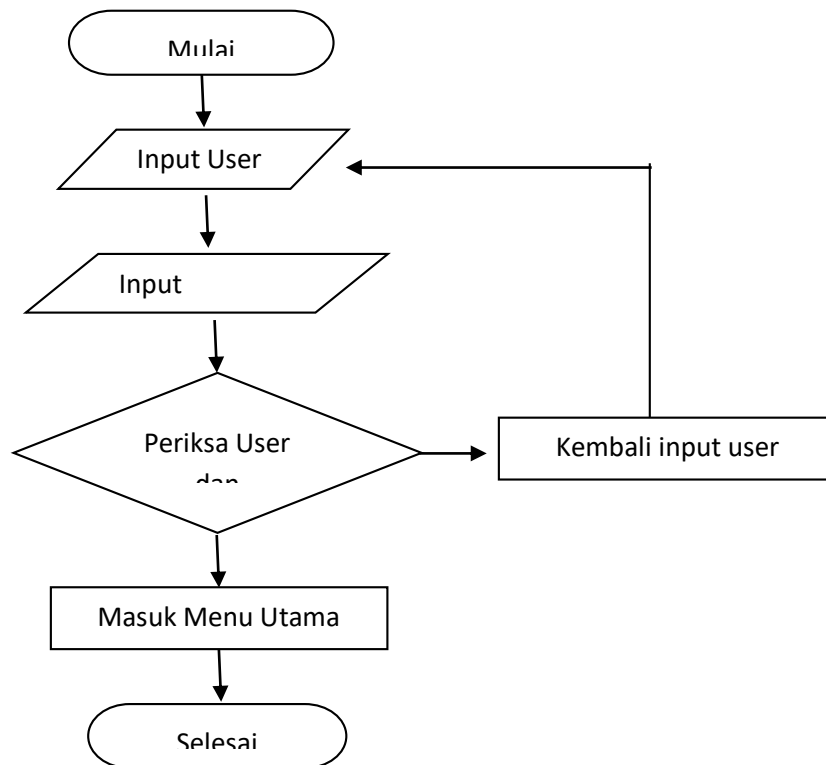 Mulai
Input User
Input
Periksa User
dan
Kembali input user
Masuk Menu Utama
Selesai